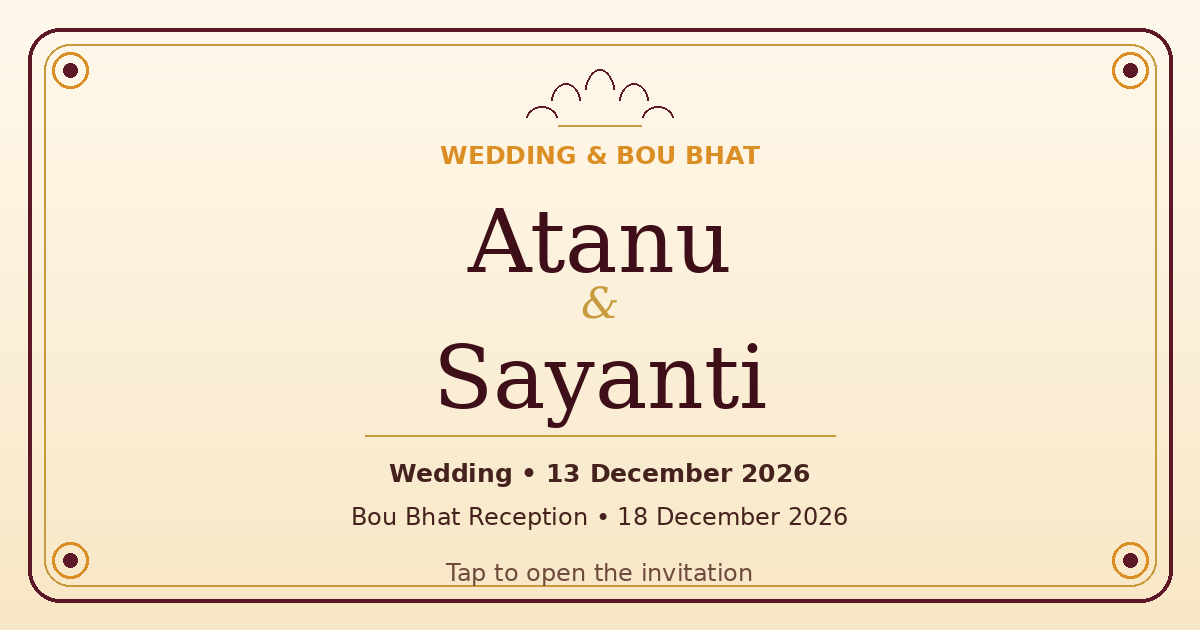 WEDDING & BOU BHAT
Atanu
&
Sayanti
Wedding • 13 December 2026
Bou Bhat Reception • 18 December 2026
Tap to open the invitation